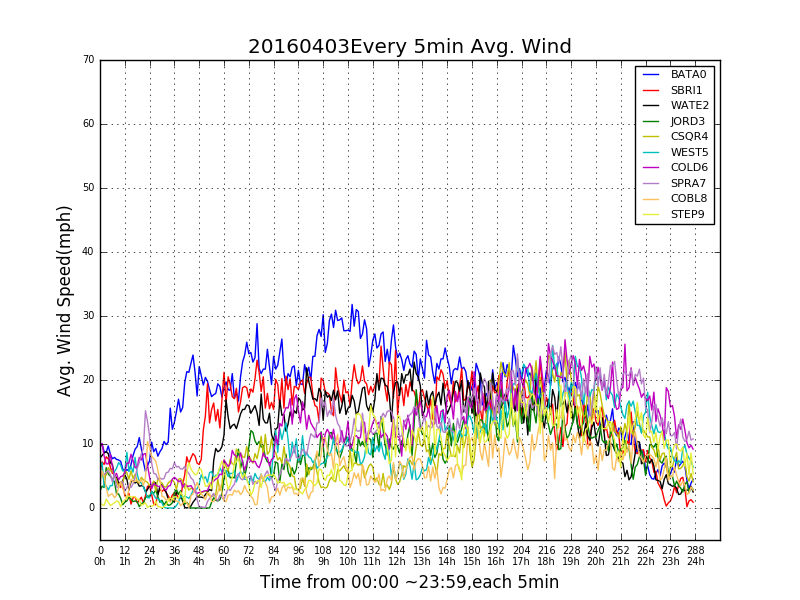 20160403Every 5min Avg. Wind
70
60
50
40
30
20
10
0
Avg. Wind Speed(mph)
BATA0
SBRI1
WATE2
JORD3
CSQR4
WEST5
COLD6
SPRA7
COBL8
STEP9
0 12 24 36 48 60 72 84 96 108 120 132 144 156 168 180 192 204 216 228 240 252 264 276 288
0h 1h 2h 3h 4h 5h 6h 7h 8h 9h 10h 11h 12h 13h 14h 15h 16h 17h 18h 19h 20h 21h 22h 23h 24h
Time from 00:00 ~23:59,each 5min